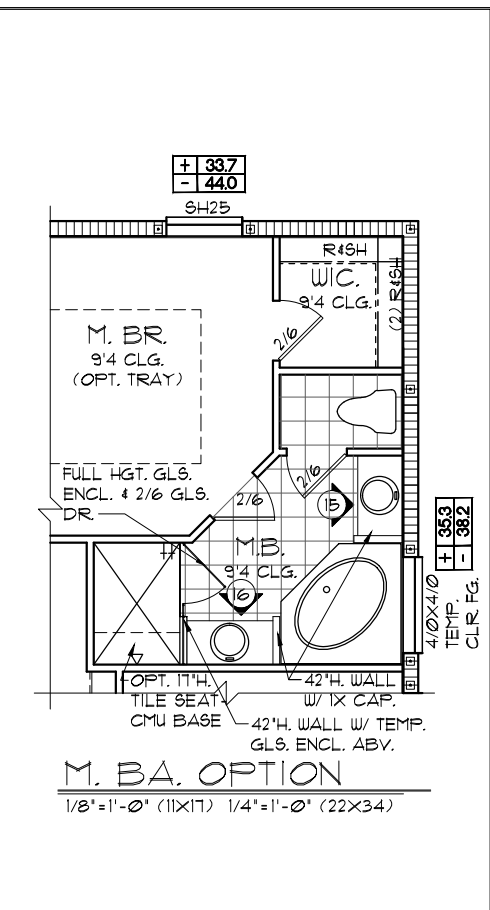 + 33.7
- 44.0
SH25
R&SH
W.I.C.
9'4 CLG.
(2) R&SH
2/6
M. BR.
9'4 CLG.
(OPT. TRAY)
FULL HGT. GLS.
ENCL. & 2/6 GLS.
DR.
2/6
2/6
15
M.B.
9'4 CLG.
16
+ 35.3
- 38.2
4/0X4/0
TEMP.
CLR FG.
OPT. 17"H.
TILE SEAT-
CMU BASE
42"H. WALL
W/ 1X CAP.
42"H. WALL W/ TEMP.
GLS. ENCL. ABV.
M. BA. OPTION
1/8"=1'-0" (11X17) 1/4"=1'-0" (22X34)